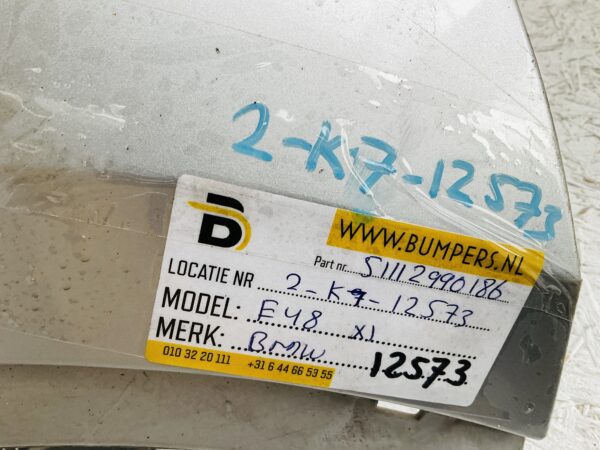 2-K7-12573
WWW.BUMPERS.NL
Part nr. 51112990186
LOCATIE NR 2-K7-12573
MODEL: E48 X1
MERK: BMW 12573
010 32 20 111 +31 6 44 66 53 55